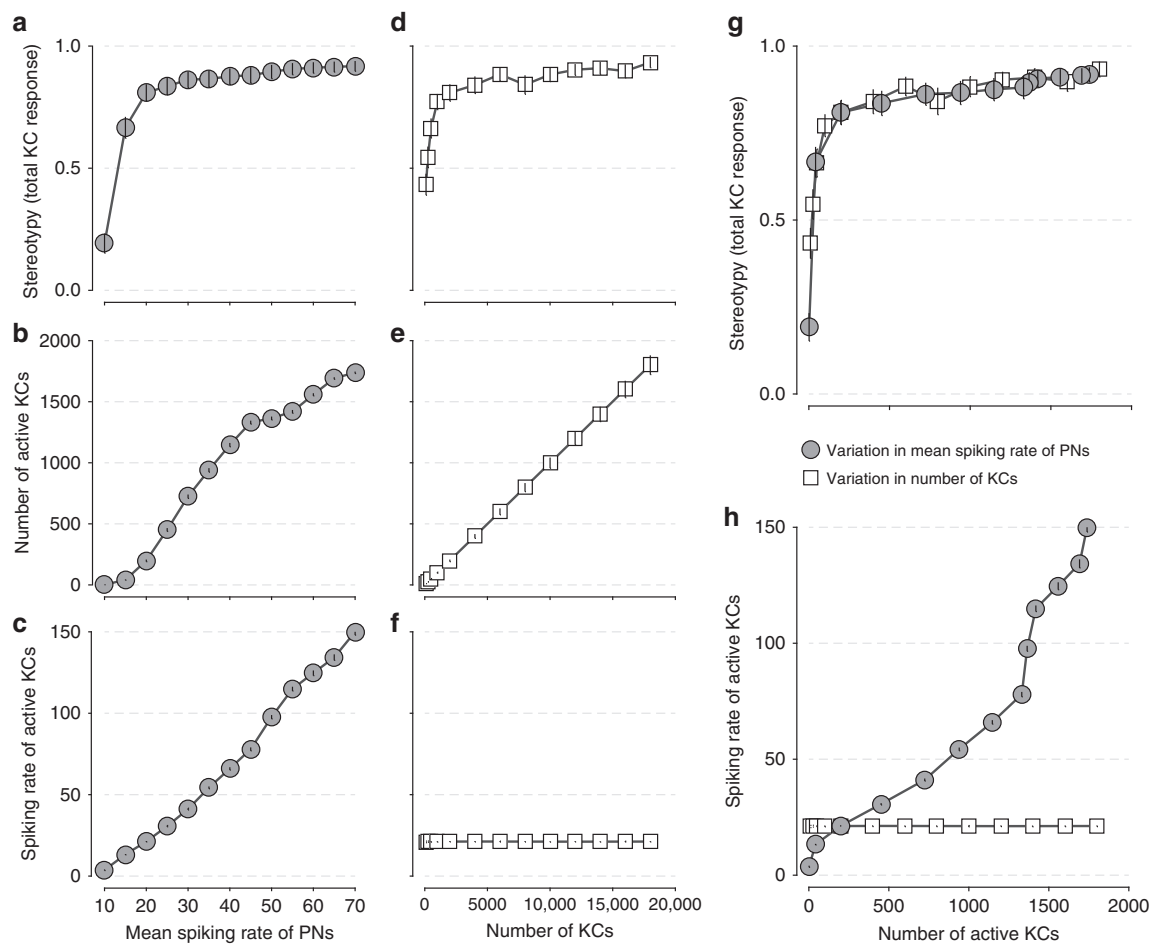 a
Stereotypy (total KC response)
1.0
0.5
0.0
b
Number of active KCs
2000
1500
1000
500
0
c
Spiking rate of active KCs
150
100
50
0
10 20 30 40 50 60 70
Mean spiking rate of PNs
d
e
f
0 5000 10,000 15,000 20,000
Number of KCs
g
Stereotypy (total KC response)
1.0
0.5
0.0
Variation in mean spiking rate of PNs
Variation in number of KCs
h
Spiking rate of active KCs
150
100
50
0
0 500 1000 1500 2000
Number of active KCs